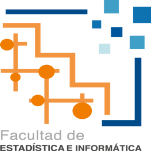 Facultad de
ESTADÍSTICA E INFORMÁTICA